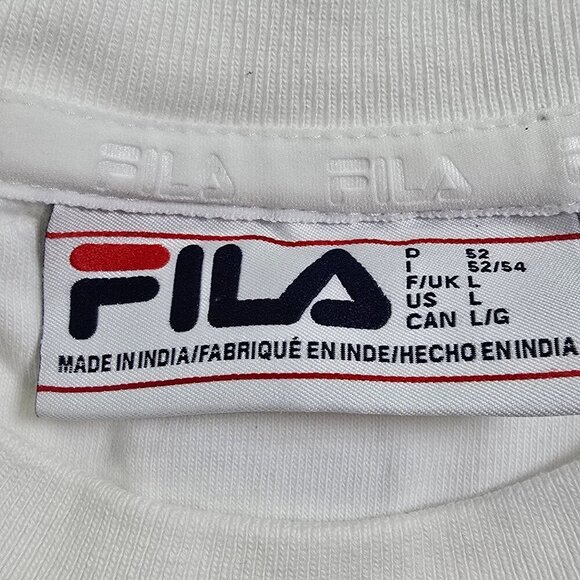 FILA FILA
FILA
D 52
I 52/54
F/UK L
US L
CAN L/G
MADE IN INDIA/FABRIQUÉ EN INDE/HECHO EN INDIA